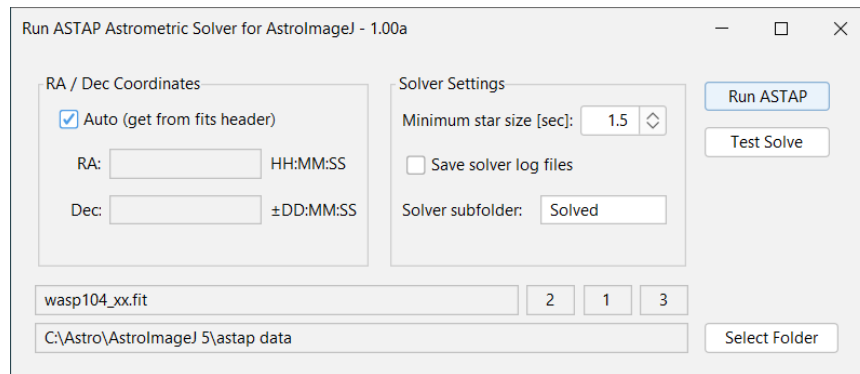 Run ASTAP Astrometric Solver for AstroImageJ - 1.00a
RA / Dec Coordinates
Auto (get from fits header)
RA: HH:MM:SS
Dec: ±DD:MM:SS
Solver Settings
Minimum star size [sec]: 1.5
Save solver log files
Solver subfolder: Solved
Run ASTAP
Test Solve
wasp104_xx.fit 2 1 3
C:\Astro\AstroImageJ 5\astap data
Select Folder